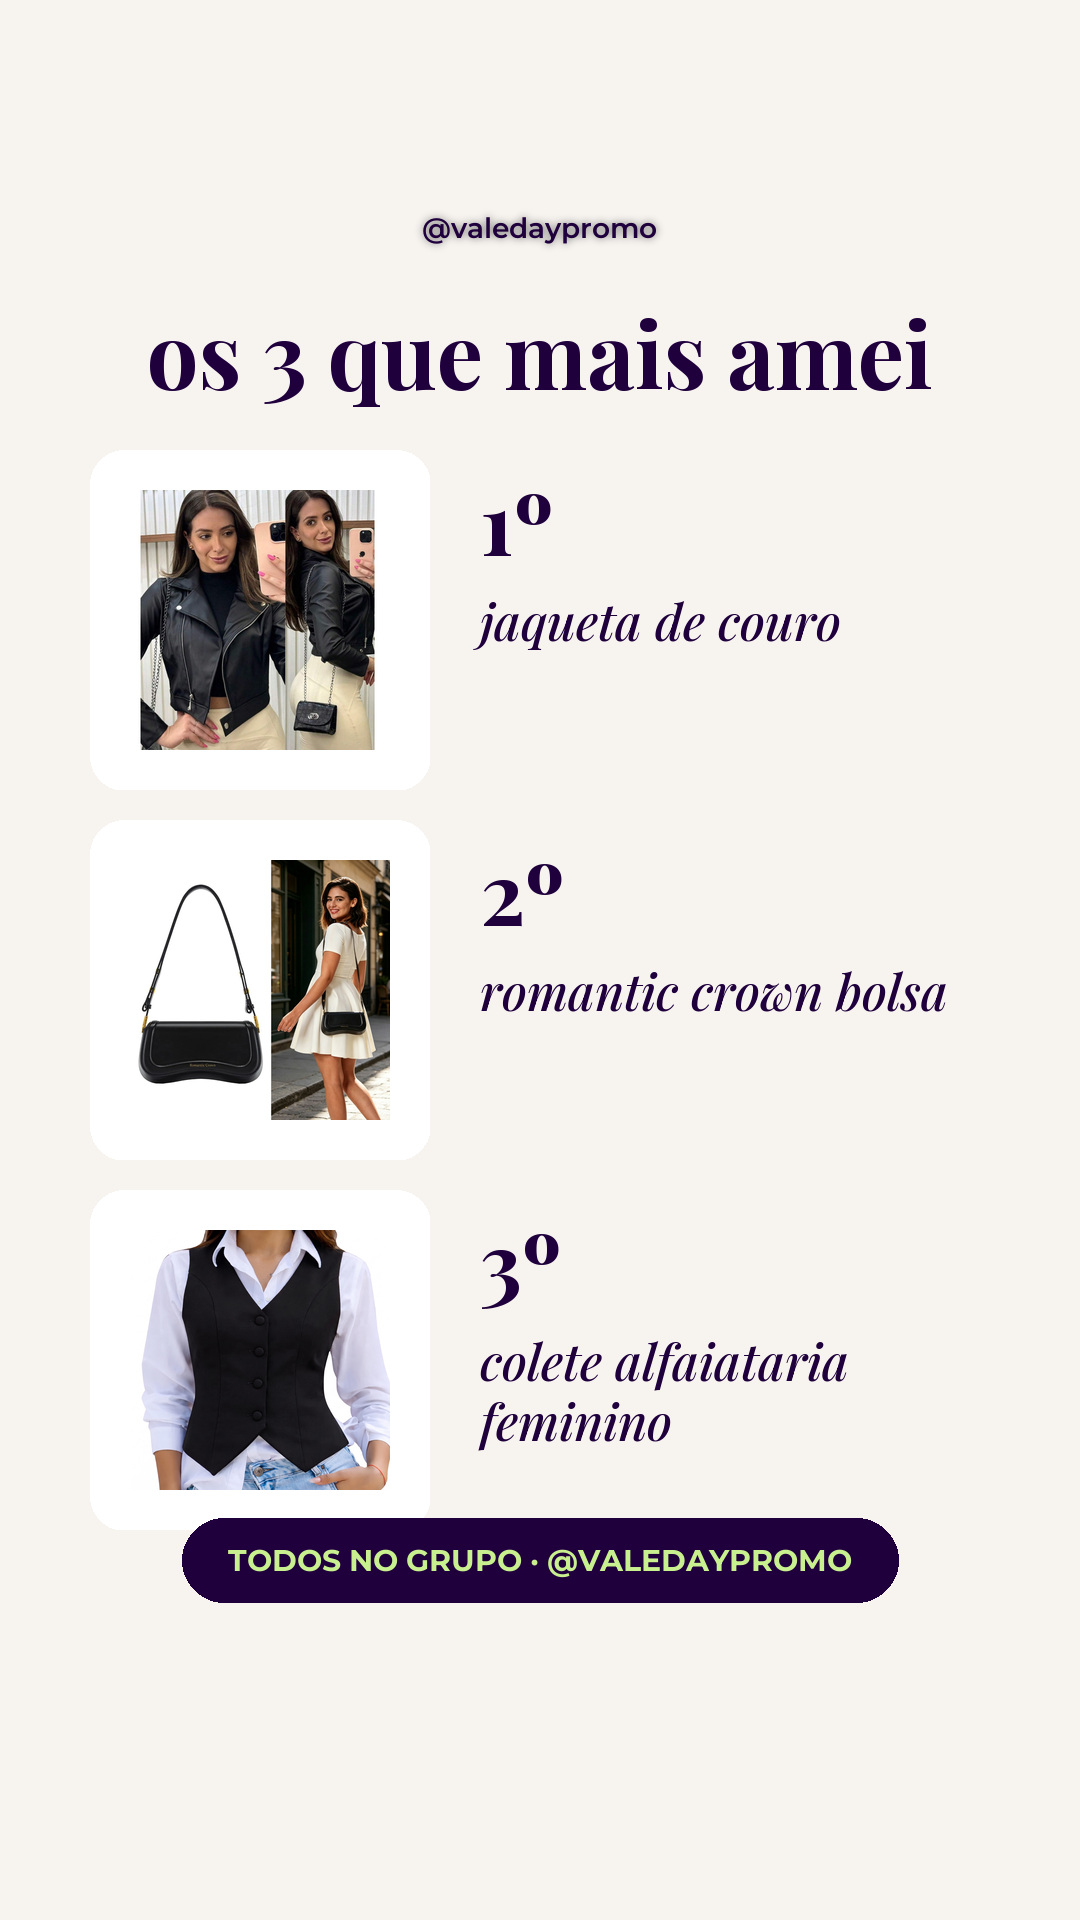 @valedaypromo
os 3 que mais amei
1º
jaqueta de couro
2º
romantic crown bolsa
3º
colete alfaiataria
feminino
TODOS NO GRUPO · @VALEDAYPROMO